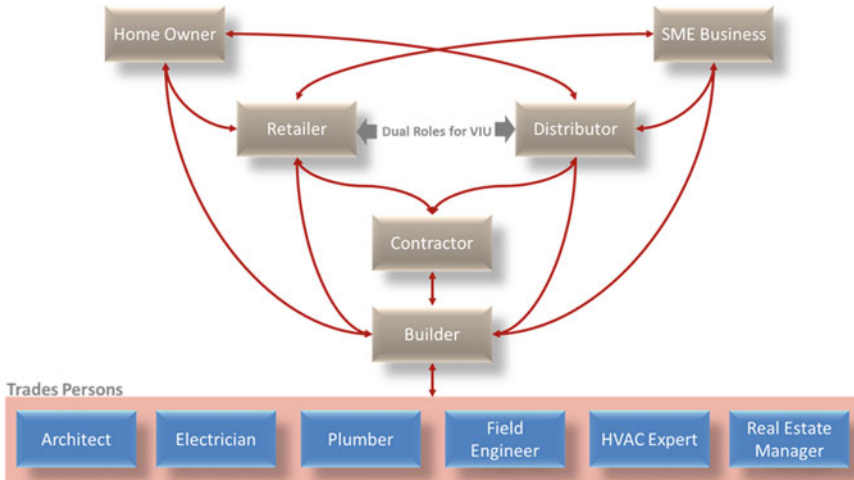 Home Owner
SME Business
Retailer
Dual Roles for VIU
Distributor
Contractor
Builder
Trades Persons
Architect
Electrician
Plumber
Field
Engineer
HVAC Expert
Real Estate
Manager